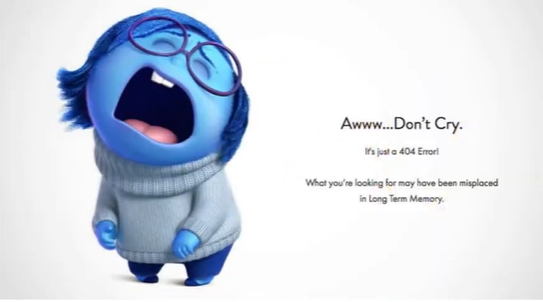 Awww...Don't Cry.
It's just a 404 Error!
What you're looking for may have been misplaced
in Long Term Memory.